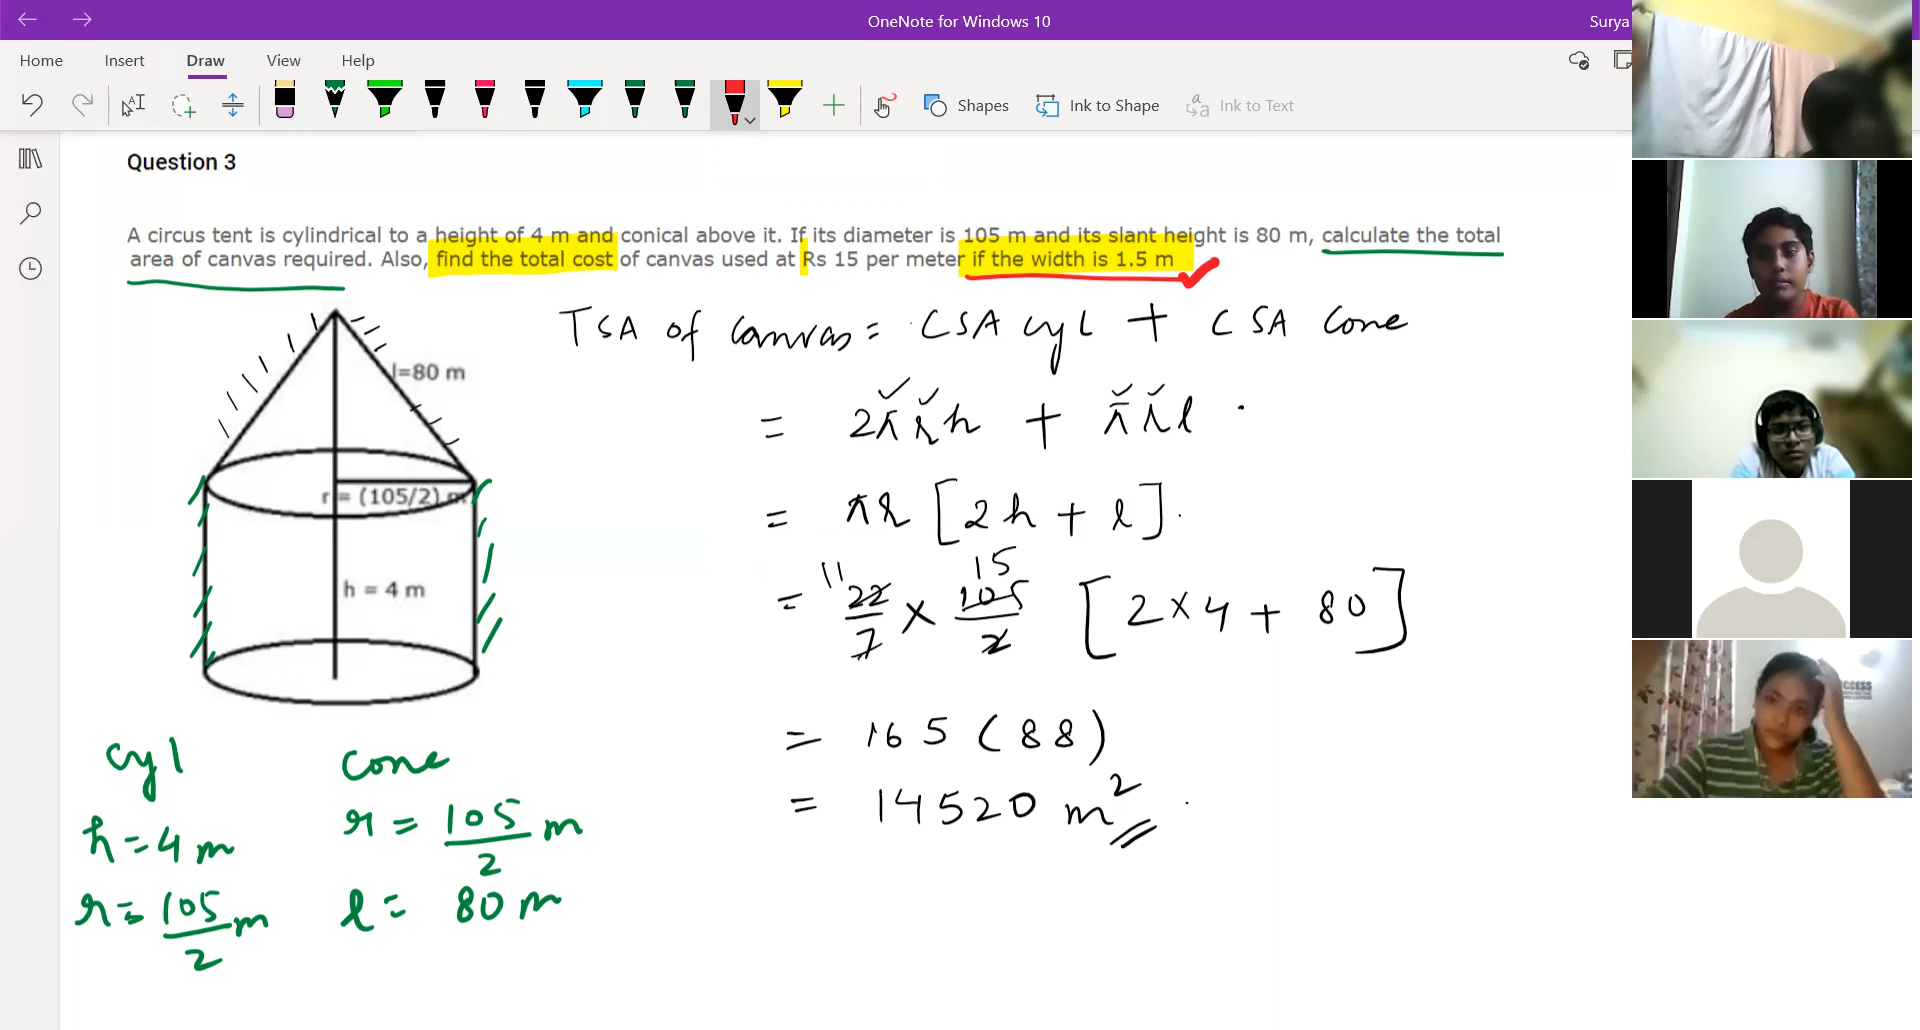 OneNote for Windows 10
Surya
Home Insert Draw View Help
Shapes Ink to Shape Ink to Text
Question 3
A circus tent is cylindrical to a height of 4 m and conical above it. If its diameter is 105 m and its slant height is 80 m, calculate the total
area of canvas required. Also, find the total cost of canvas used at Rs 15 per meter if the width is 1.5 m
TSA of canvas = CSA cyl + CSA cone
l=80 m
= 2πrh + πrl
r = (105/2) m
= πr [2h + l]
11 15
= 22/7 × 105/2 [2×4 + 80]
h = 4 m
= 165 (88)
= 14520 m²
cyl cone
h = 4 m r = 105/2 m
r = 105/2 m l = 80 m